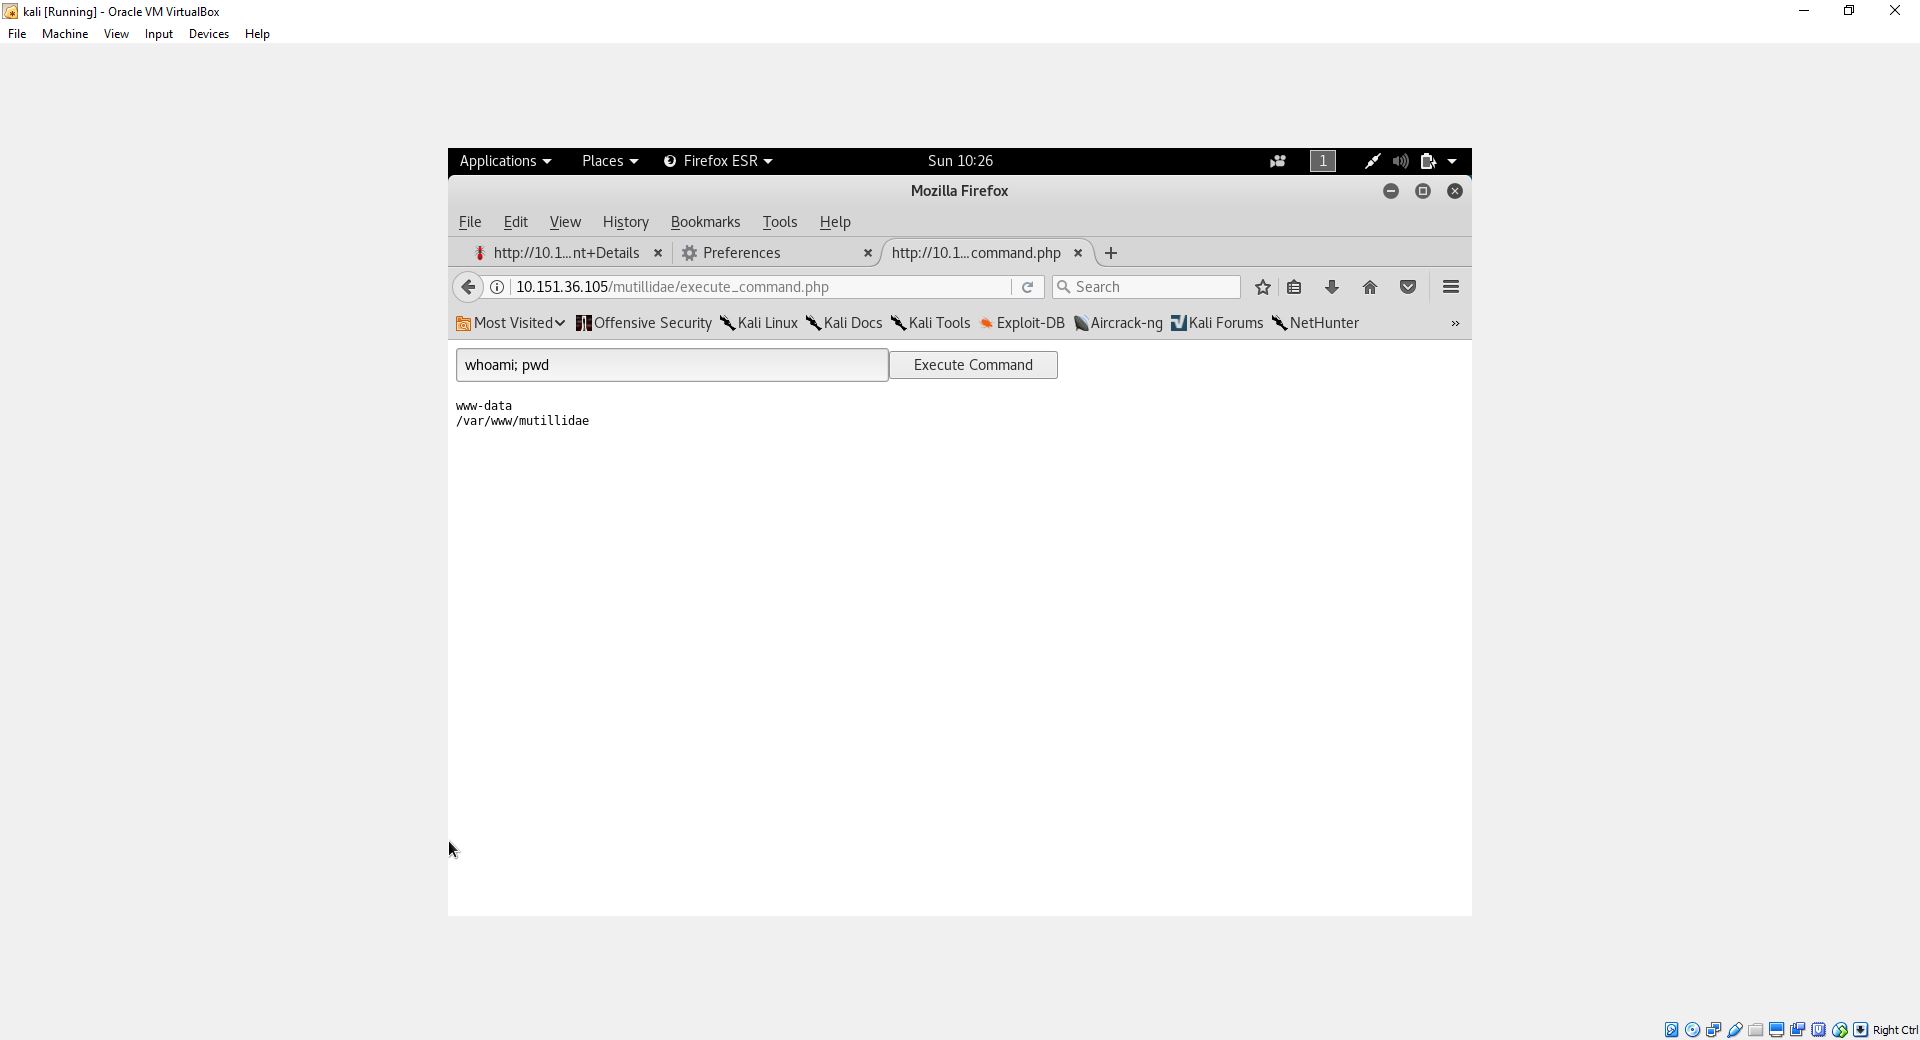 kali [Running] - Oracle VM VirtualBox
File Machine View Input Devices Help
Applications Places Firefox ESR Sun 10:26 1
Mozilla Firefox
File Edit View History Bookmarks Tools Help
http://10.1...nt+Details Preferences http://10.1...command.php
10.151.36.105/mutillidae/execute_command.php Search
Most Visited Offensive Security Kali Linux Kali Docs Kali Tools Exploit-DB Aircrack-ng Kali Forums NetHunter »
whoami; pwd Execute Command
www-data
/var/www/mutillidae
Right Ctrl